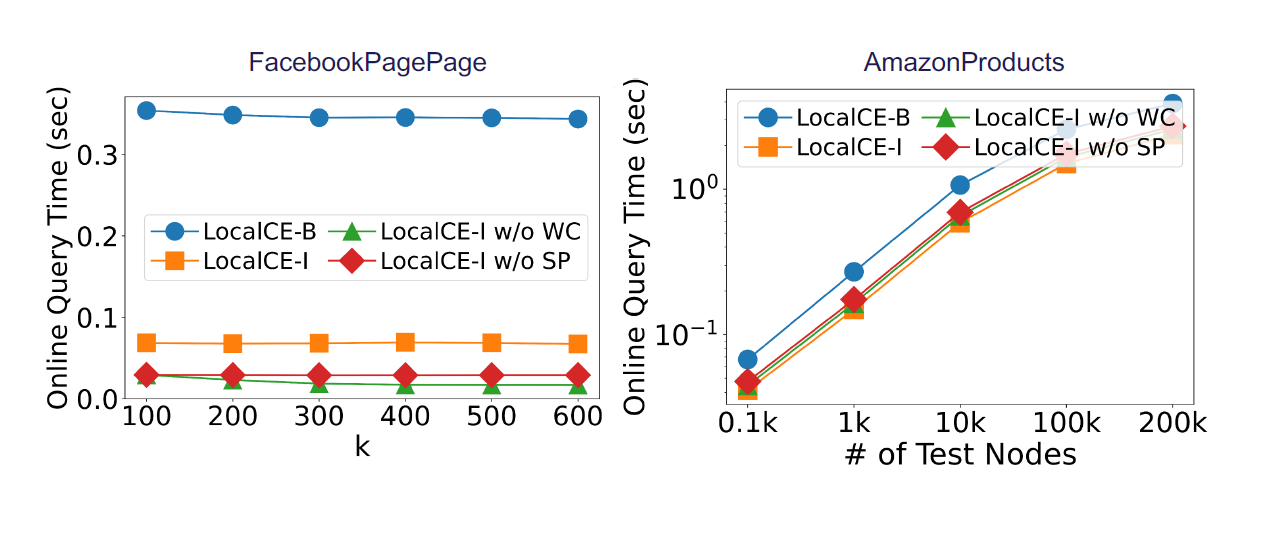 FacebookPagePage
Online Query Time (sec)
0.3
0.2
0.1
0.0
LocalCE-B
LocalCE-I w/o WC
LocalCE-I
LocalCE-I w/o SP
100 200 300 400 500 600
k
AmazonProducts
Online Query Time (sec)
10⁰
10⁻¹
LocalCE-B
LocalCE-I w/o WC
LocalCE-I
LocalCE-I w/o SP
0.1k 1k 10k 100k 200k
# of Test Nodes